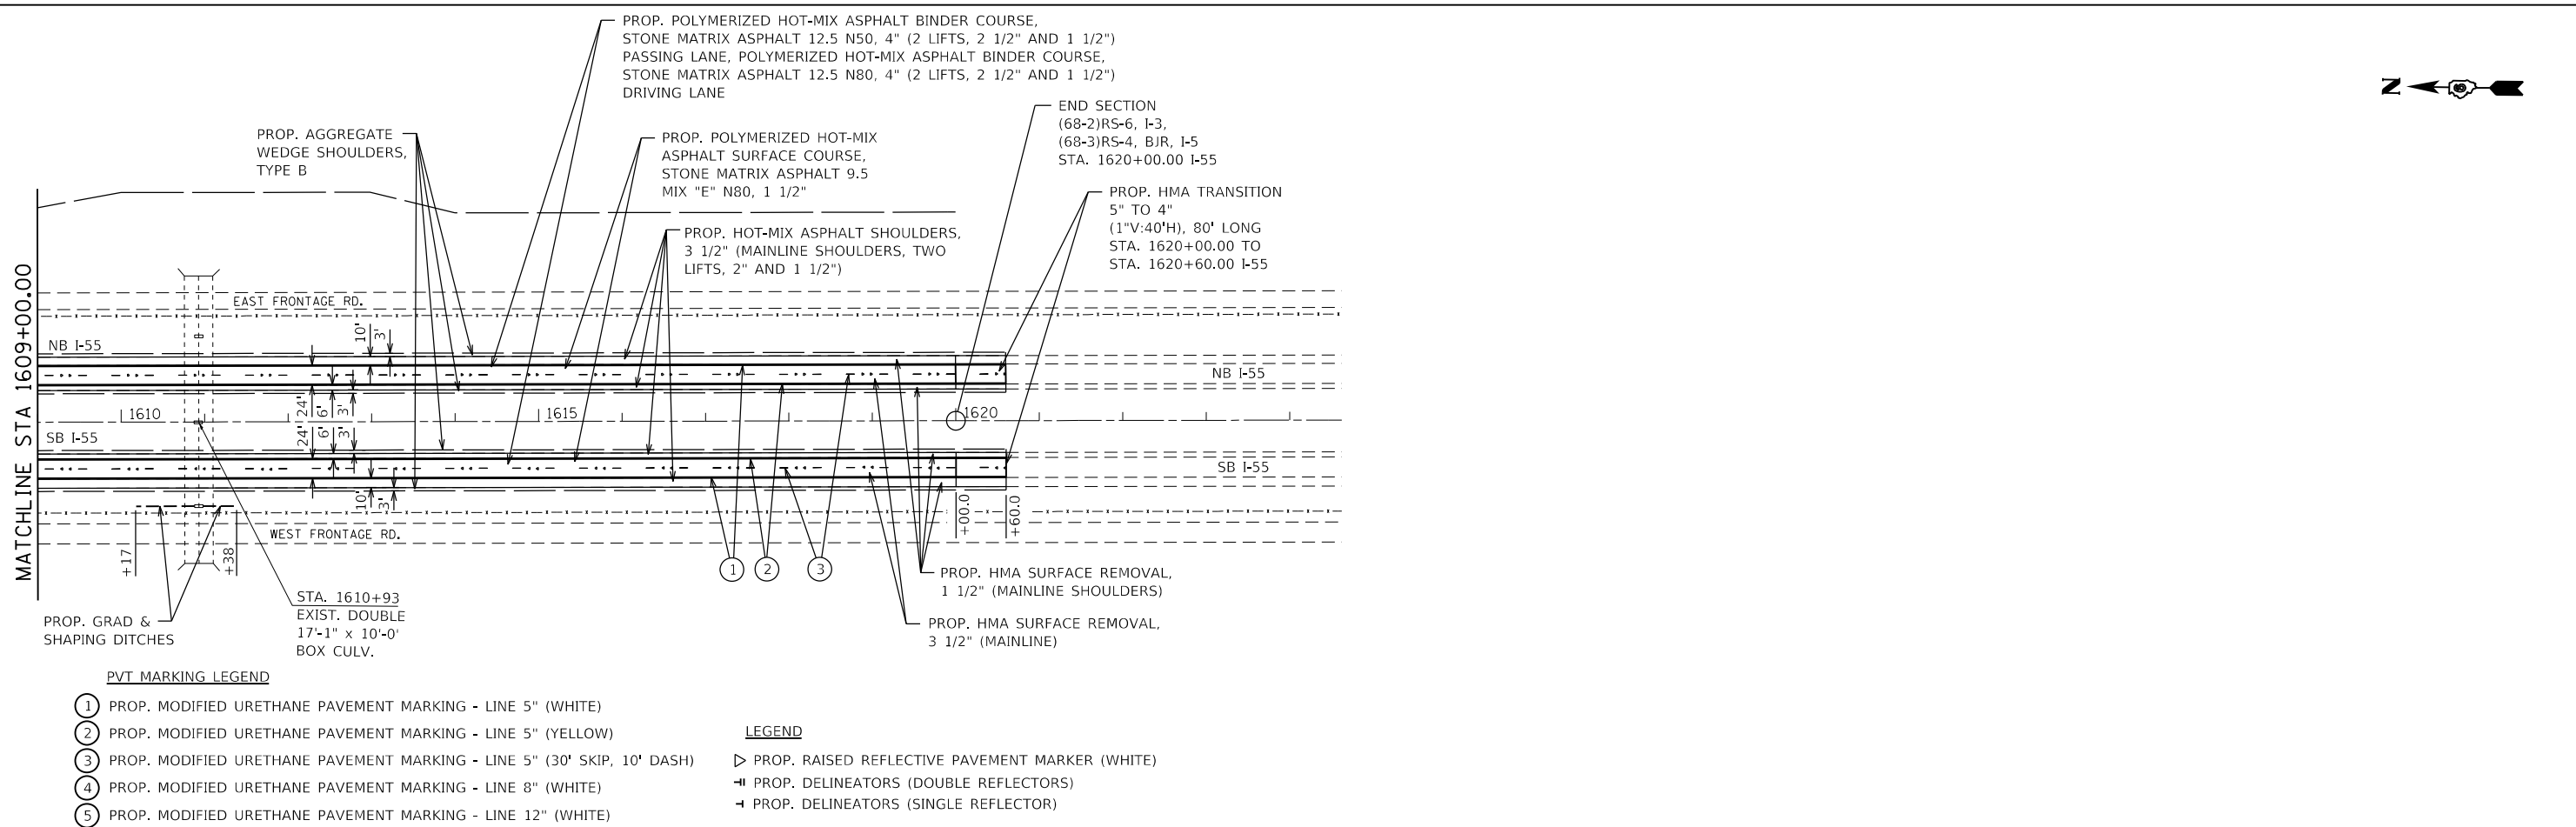 PROP. POLYMERIZED HOT-MIX ASPHALT BINDER COURSE,
STONE MATRIX ASPHALT 12.5 N50, 4" (2 LIFTS, 2 1/2" AND 1 1/2")
PASSING LANE, POLYMERIZED HOT-MIX ASPHALT BINDER COURSE,
STONE MATRIX ASPHALT 12.5 N80, 4" (2 LIFTS, 2 1/2" AND 1 1/2")
DRIVING LANE
N
END SECTION
(68-2)RS-6, I-3,
(68-3)RS-4, BJR, I-5
STA. 1620+00.00 I-55
PROP. AGGREGATE
WEDGE SHOULDERS,
TYPE B
PROP. POLYMERIZED HOT-MIX
ASPHALT SURFACE COURSE,
STONE MATRIX ASPHALT 9.5
MIX "E" N80, 1 1/2"
PROP. HMA TRANSITION
5" TO 4"
(1"V:40'H), 80' LONG
STA. 1620+00.00 TO
STA. 1620+60.00 I-55
PROP. HOT-MIX ASPHALT SHOULDERS,
3 1/2" (MAINLINE SHOULDERS, TWO
LIFTS, 2" AND 1 1/2")
MATCHLINE STA 1609+00.00
EAST FRONTAGE RD.
10'
3'
NB I-55
NB I-55
24'
6'
3'
1610
1615
1620
24'
6'
3'
SB I-55
SB I-55
10'
3'
+00.0
+60.0
WEST FRONTAGE RD.
+17
+38
1
2
3
PROP. HMA SURFACE REMOVAL,
1 1/2" (MAINLINE SHOULDERS)
STA. 1610+93
EXIST. DOUBLE
17'-1" x 10'-0'
BOX CULV.
PROP. GRAD &
SHAPING DITCHES
PROP. HMA SURFACE REMOVAL,
3 1/2" (MAINLINE)
PVT MARKING LEGEND
1 PROP. MODIFIED URETHANE PAVEMENT MARKING - LINE 5" (WHITE)
2 PROP. MODIFIED URETHANE PAVEMENT MARKING - LINE 5" (YELLOW)
3 PROP. MODIFIED URETHANE PAVEMENT MARKING - LINE 5" (30' SKIP, 10' DASH)
4 PROP. MODIFIED URETHANE PAVEMENT MARKING - LINE 8" (WHITE)
5 PROP. MODIFIED URETHANE PAVEMENT MARKING - LINE 12" (WHITE)
LEGEND
PROP. RAISED REFLECTIVE PAVEMENT MARKER (WHITE)
PROP. DELINEATORS (DOUBLE REFLECTORS)
PROP. DELINEATORS (SINGLE REFLECTOR)